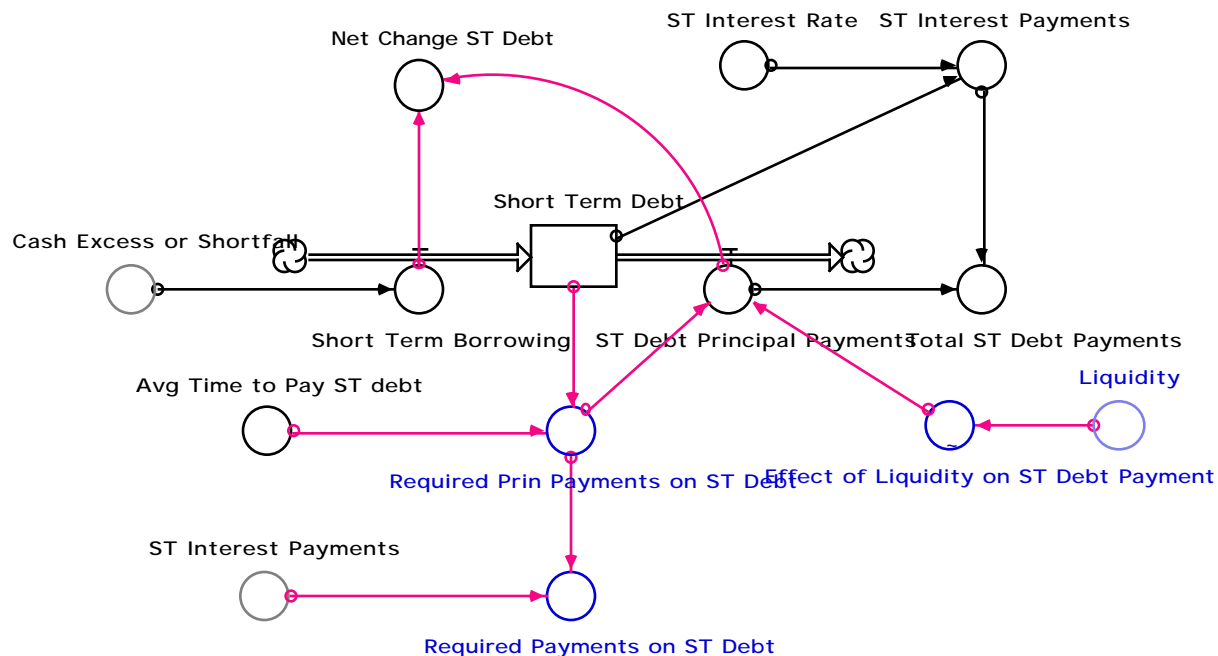 ST Interest Rate
ST Interest Payments
Net Change ST Debt
Short Term Debt
Cash Excess or Shortfall
Short Term Borrowing
ST Debt Principal Payments
Total ST Debt Payments
Liquidity
Avg Time to Pay ST debt
Required Prin Payments on ST Debt
Effect of Liquidity on ST Debt Payment
~
ST Interest Payments
Required Payments on ST Debt